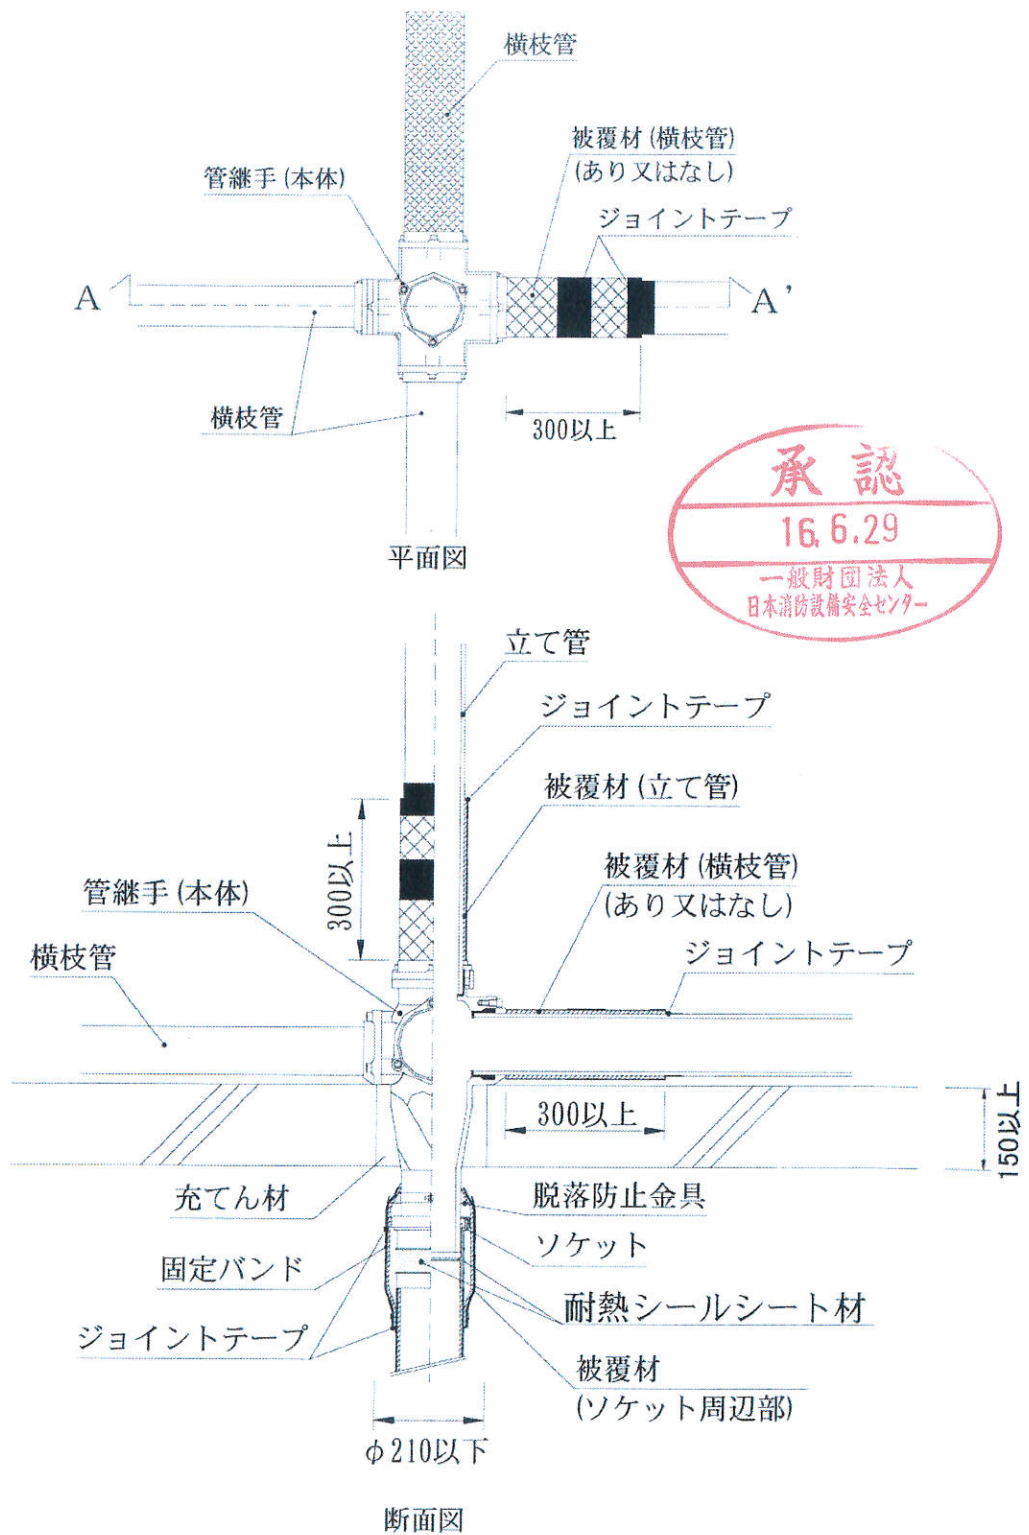 横枝管
被覆材 (横枝管)
(あり又はなし)
管継手 (本体)
ジョイントテープ
A
A’
横枝管
300以上
平面図
承認
16.6.29
一般財団法人
日本消防設備安全センター
立て管
ジョイントテープ
被覆材 (立て管)
300以上
被覆材 (横枝管)
(あり又はなし)
管継手 (本体)
ジョイントテープ
横枝管
300以上
150以上
充てん材
脱落防止金具
ソケット
固定バンド
耐熱シールシート材
ジョイントテープ
被覆材
(ソケット周辺部)
φ210以下
断面図